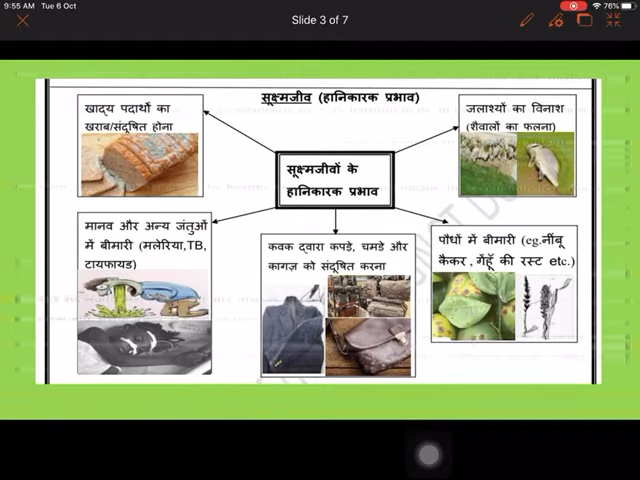 9:55 AM Tue 6 Oct
76%
Slide 3 of 7
सूक्ष्मजीव (हानिकारक प्रभाव)
खाद्य पदार्थो का
खराब/संदूषित होना
जलाश्यों का विनाश
(शैवालों का फलना)
सूक्ष्मजीवों के
हानिकारक प्रभाव
मानव और अन्य जंतुओं
में बीमारी (मलेरिया,TB,
टायफायड)
कवक द्वारा कपड़े, चमडे और
कागज़ को संदूषित करना
पौधों में बीमारी (eg.नींबू
कैंकर , गेंहूँ की रस्ट etc.)